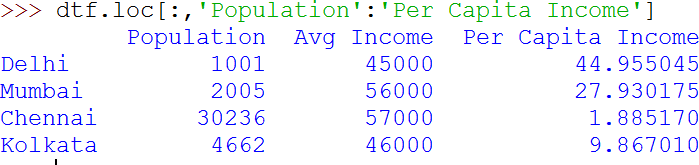 >>> dtf.loc[:,'Population':'Per Capita Income']
Population Avg Income Per Capita Income
Delhi 1001 45000 44.955045
Mumbai 2005 56000 27.930175
Chennai 30236 57000 1.885170
Kolkata 4662 46000 9.867010